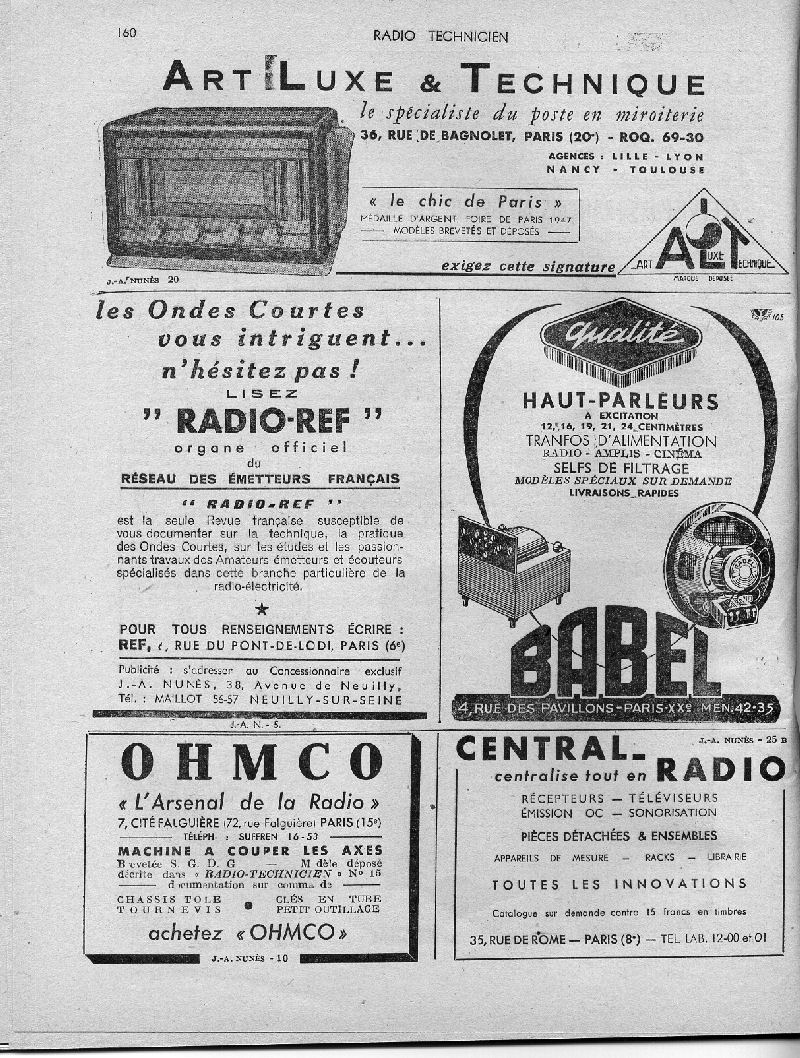 160
RADIO TECHNICIEN
ART LUXE & TECHNIQUE
le spécialiste du poste en miroiterie
36, RUE DE BAGNOLET, PARIS (20e) - ROQ. 69-30
AGENCES : LILLE - LYON
NANCY - TOULOUSE
« le chic de Paris »
MÉDAILLE D'ARGENT FOIRE DE PARIS 1947
MODÈLES BREVETÉS ET DÉPOSÉS
exigez cette signature
ART LUXE TECHNIQUE
MARQUE DÉPOSÉE
J.-A. NUNÈS 20
les Ondes Courtes
vous intriguent...
n'hésitez pas !
LISEZ
" RADIO-REF "
organe officiel
du
RÉSEAU DES ÉMETTEURS FRANÇAIS
" RADIO-REF "
est la seule Revue française susceptible de
vous documenter sur la technique, la pratique
des Ondes Courtes, sur les études et les passion-
nants travaux des Amateurs émetteurs et écouteurs
spécialisés dans cette branche particulière de la
radio-électricité.
POUR TOUS RENSEIGNEMENTS ÉCRIRE :
REF, RUE DU PONT-DE-LODI, PARIS (6e)
Publicité : s'adresser au Concessionnaire exclusif
J.-A. NUNÈS, 38, Avenue de Neuilly,
Tél. : MAILLOT 56-57 NEUILLY-SUR-SEINE
J.-A. N. - 5.
Qualité
HAUT-PARLEURS
A EXCITATION
12, 16, 19, 21, 24 CENTIMÈTRES
TRANFOS D'ALIMENTATION
RADIO - AMPLIS - CINÉMA
SELFS DE FILTRAGE
MODÈLES SPÉCIAUX SUR DEMANDE
LIVRAISONS RAPIDES
BABEL
4, RUE DES PAVILLONS - PARIS-XXe MEN. 42-35
OHMCO
« L'Arsenal de la Radio »
7, CITÉ FALGUIÈRE (72, rue Falguière) PARIS (15e)
TÉLÉPH. : SUFFREN 16-53
MACHINE A COUPER LES AXES
Brevetée S. G. D. G — M dèle déposé
décrite dans « RADIO-TECHNICIEN » No 15
documentation sur comma de
CHASSIS TOLE CLÉS EN TUBE
TOURNEVIS PETIT OUTILLAGE
achetez « OHMCO »
J.-A. NUNÈS - 10
J.-A. NUNÈS - 25 B
CENTRAL-
centralise tout en RADIO
RÉCEPTEURS — TÉLÉVISEURS
ÉMISSION OC — SONORISATION
PIÈCES DÉTACHÉES & ENSEMBLES
APPAREILS DE MESURE — RACKS — LIBRAIRIE
TOUTES LES INNOVATIONS
Catalogue sur demande contre 15 francs en timbres
35, RUE DE ROME — PARIS (8e) — TEL. LAB. 12-00 et 01